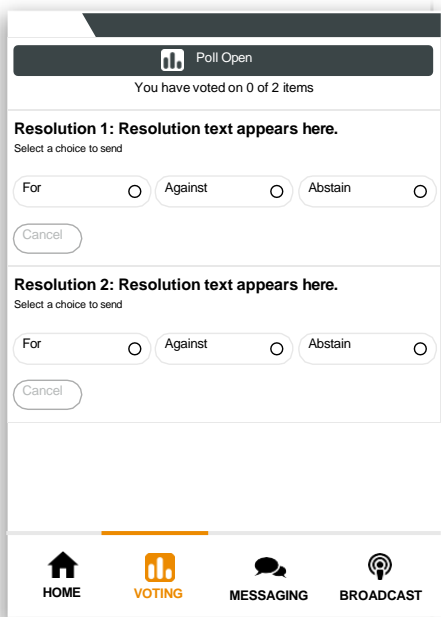 Poll Open
You have voted on 0 of 2 items
Resolution 1: Resolution text appears here.
Select a choice to send
For Against Abstain
Cancel
Resolution 2: Resolution text appears here.
Select a choice to send
For Against Abstain
Cancel
HOME VOTING MESSAGING BROADCAST